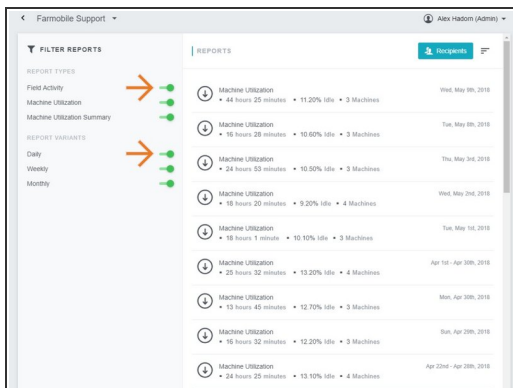 Farmobile Support
Alex Hadorn (Admin)
FILTER REPORTS
REPORT TYPES
Field Activity
Machine Utilization
Machine Utilization Summary
REPORT VARIANTS
Daily
Weekly
Monthly
REPORTS
Recipients
Machine Utilization
Wed, May 9th, 2018
• 44 hours 25 minutes • 11.20% Idle • 3 Machines
Machine Utilization
Tue, May 8th, 2018
• 16 hours 28 minutes • 10.60% Idle • 3 Machines
Machine Utilization
Thu, May 3rd, 2018
• 24 hours 53 minutes • 10.50% Idle • 3 Machines
Machine Utilization
Wed, May 2nd, 2018
• 18 hours 20 minutes • 9.20% Idle • 4 Machines
Machine Utilization
Tue, May 1st, 2018
• 18 hours 1 minute • 10.10% Idle • 3 Machines
Machine Utilization
Apr 1st - Apr 30th, 2018
• 25 hours 32 minutes • 13.20% Idle • 4 Machines
Machine Utilization
Mon, Apr 30th, 2018
• 13 hours 45 minutes • 12.70% Idle • 3 Machines
Machine Utilization
Sun, Apr 29th, 2018
• 16 hours 32 minutes • 12.20% Idle • 3 Machines
Machine Utilization
Apr 22nd - Apr 28th, 2018
• 24 hours 25 minutes • 13.10% Idle • 4 Machines